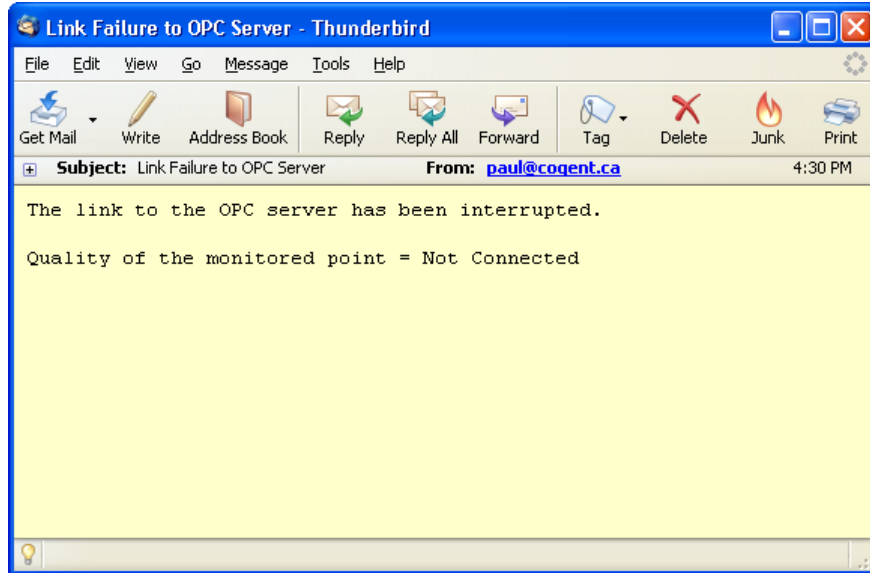 Link Failure to OPC Server - Thunderbird
File Edit View Go Message Tools Help
Get Mail Write Address Book Reply Reply All Forward Tag Delete Junk Print
Subject: Link Failure to OPC Server From: paul@cogent.ca 4:30 PM
The link to the OPC server has been interrupted.
Quality of the monitored point = Not Connected